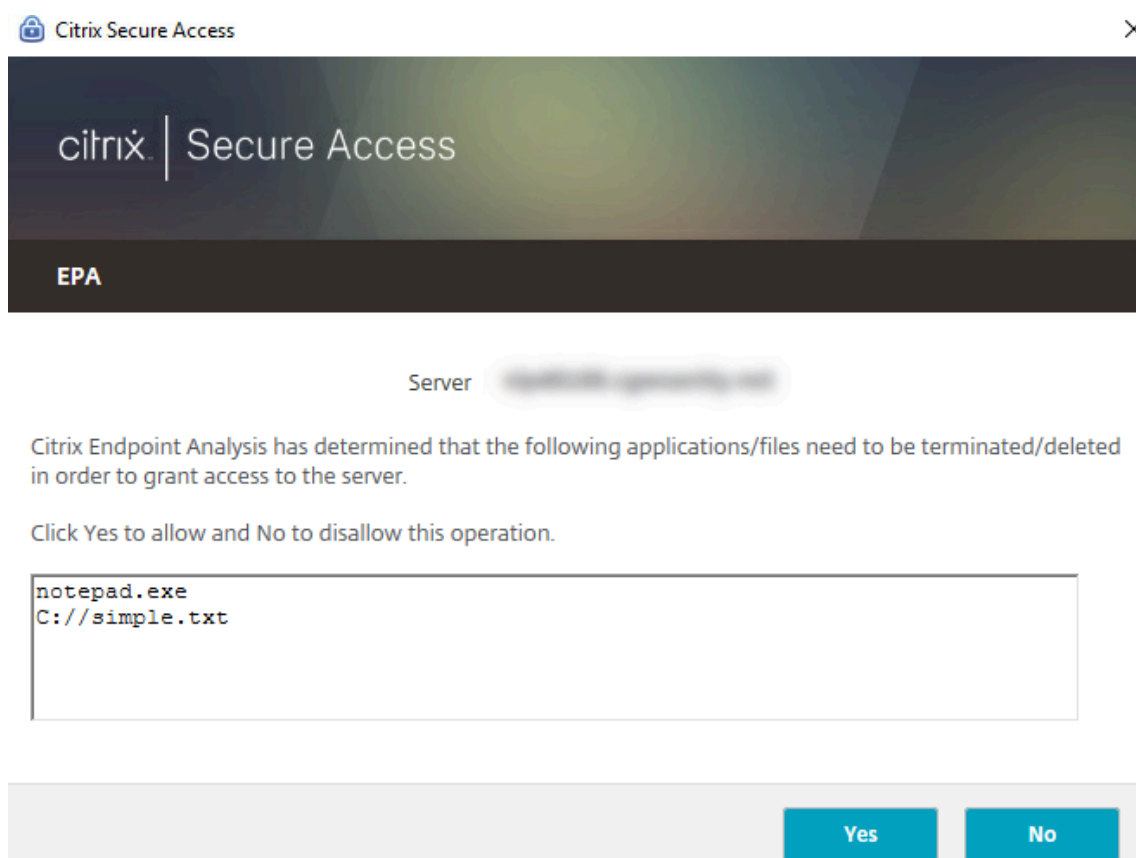 Citrix Secure Access
citrix. | Secure Access
EPA
Server
Citrix Endpoint Analysis has determined that the following applications/files need to be terminated/deleted
in order to grant access to the server.
Click Yes to allow and No to disallow this operation.
notepad.exe
C://simple.txt
Yes No